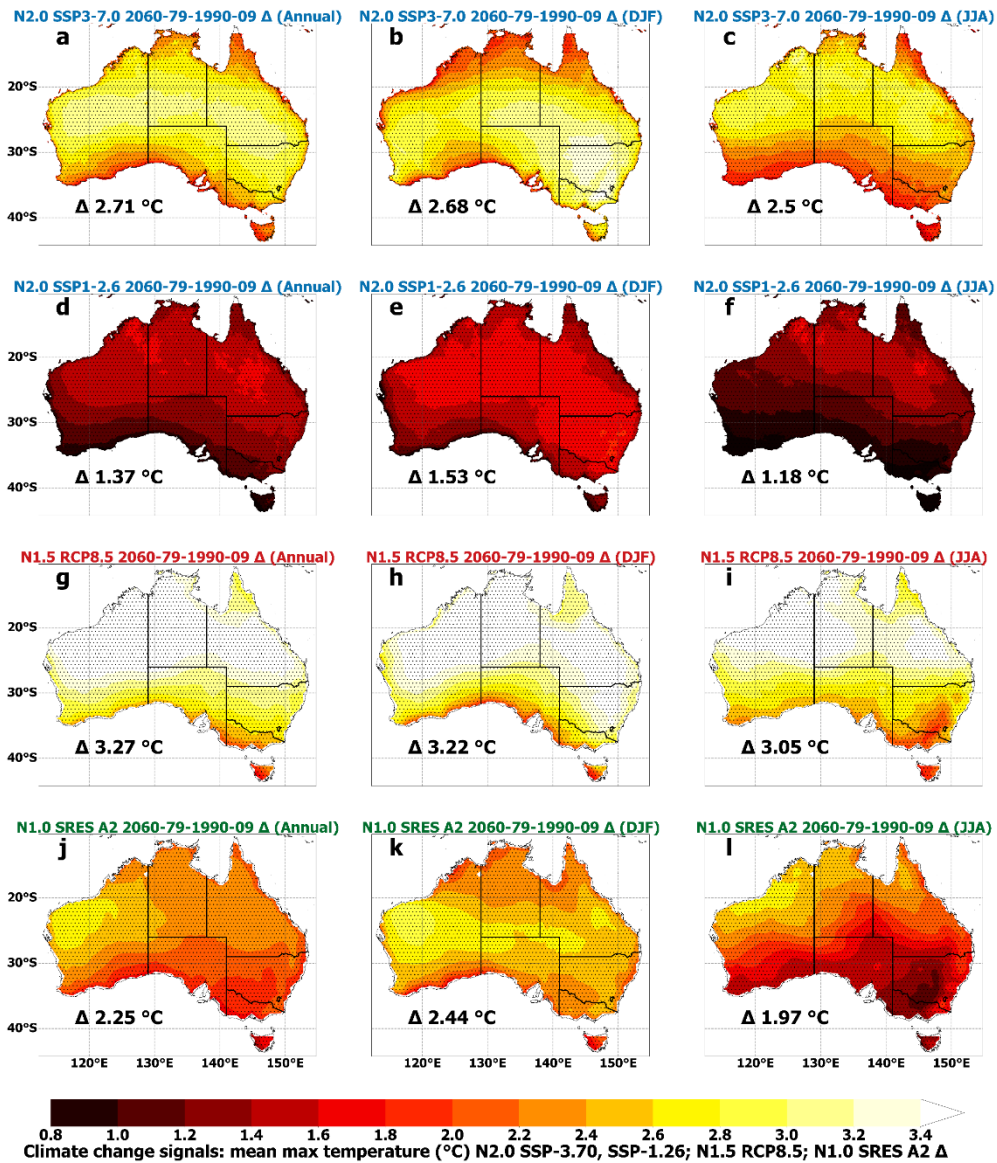 N2.0 SSP3-7.0 2060-79-1990-09 Δ (Annual) N2.0 SSP3-7.0 2060-79-1990-09 Δ (DJF) N2.0 SSP3-7.0 2060-79-1990-09 Δ (JJA)
a b c
20°S
30°S
40°S
Δ 2.71 °C Δ 2.68 °C Δ 2.5 °C
N2.0 SSP1-2.6 2060-79-1990-09 Δ (Annual) N2.0 SSP1-2.6 2060-79-1990-09 Δ (DJF) N2.0 SSP1-2.6 2060-79-1990-09 Δ (JJA)
d e f
20°S
30°S
Δ 1.37 °C Δ 1.53 °C Δ 1.18 °C
40°S
N1.5 RCP8.5 2060-79-1990-09 Δ (Annual) N1.5 RCP8.5 2060-79-1990-09 Δ (DJF) N1.5 RCP8.5 2060-79-1990-09 Δ (JJA)
g h i
20°S
30°S
Δ 3.27 °C Δ 3.22 °C Δ 3.05 °C
40°S
N1.0 SRES A2 2060-79-1990-09 Δ (Annual) N1.0 SRES A2 2060-79-1990-09 Δ (DJF) N1.0 SRES A2 2060-79-1990-09 Δ (JJA)
j k l
20°S
30°S
Δ 2.25 °C Δ 2.44 °C Δ 1.97 °C
40°S
120°E 130°E 140°E 150°E 120°E 130°E 140°E 150°E 120°E 130°E 140°E 150°E
0.8 1.0 1.2 1.4 1.6 1.8 2.0 2.2 2.4 2.6 2.8 3.0 3.2 3.4
Climate change signals: mean max temperature (°C) N2.0 SSP-3.70, SSP-1.26; N1.5 RCP8.5; N1.0 SRES A2 Δ